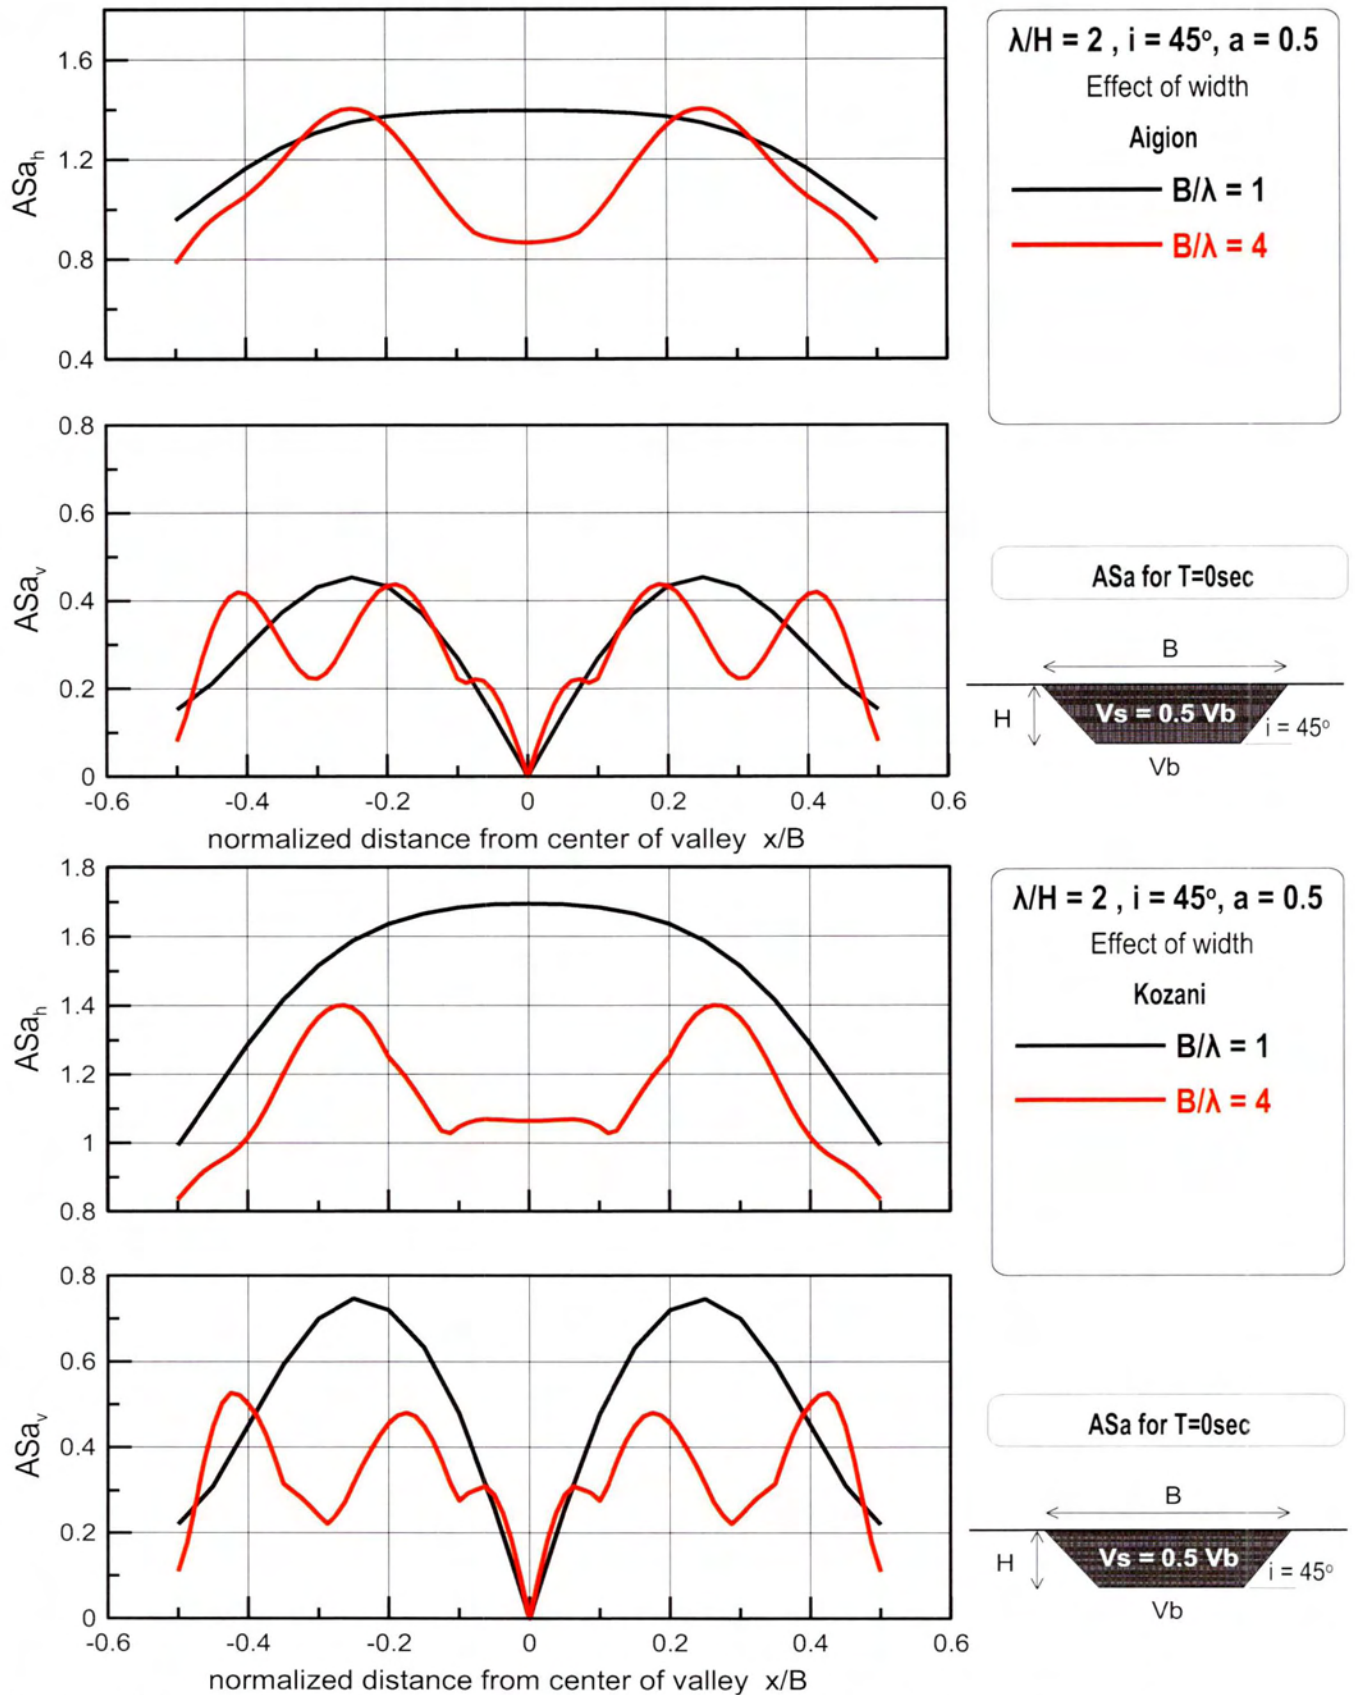 1.6
1.2
0.8
0.4
ASa_h
λ/H = 2 , i = 45°, a = 0.5
Effect of width
Aigion
B/λ = 1
B/λ = 4
0.8
0.6
0.4
0.2
0
ASa_v
-0.6 -0.4 -0.2 0 0.2 0.4 0.6
normalized distance from center of valley x/B
ASa for T=0sec
B
H
Vs = 0.5 Vb
i = 45°
Vb
1.8
1.6
1.4
1.2
1
0.8
ASa_h
λ/H = 2 , i = 45°, a = 0.5
Effect of width
Kozani
B/λ = 1
B/λ = 4
0.8
0.6
0.4
0.2
0
ASa_v
-0.6 -0.4 -0.2 0 0.2 0.4 0.6
normalized distance from center of valley x/B
ASa for T=0sec
B
H
Vs = 0.5 Vb
i = 45°
Vb